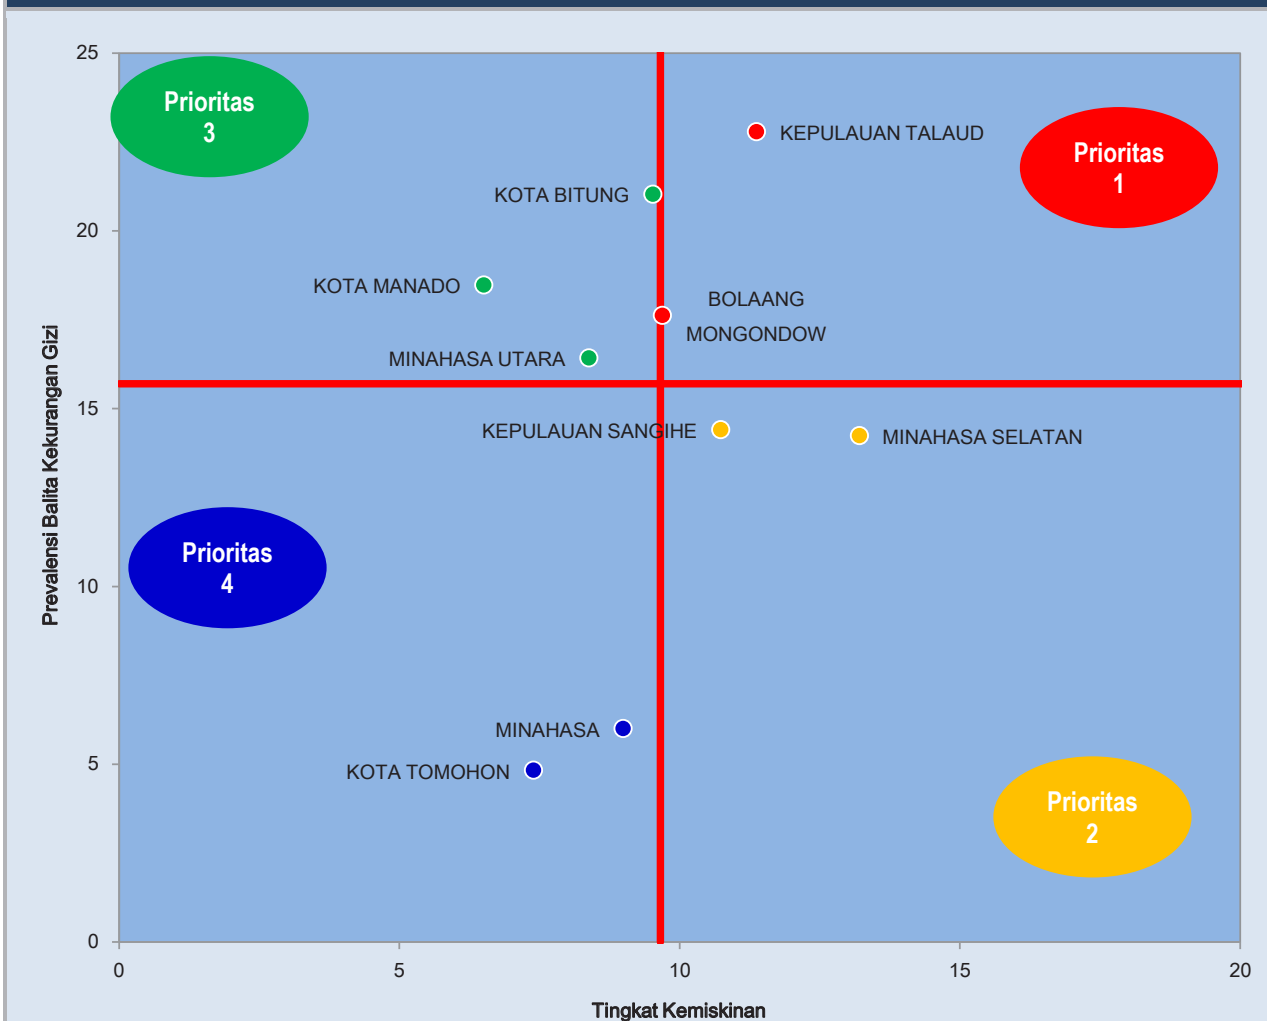 25
Prioritas
3
KEPULAUAN TALAUD
Prioritas
1
KOTA BITUNG
20
KOTA MANADO
BOLAANG
MONGONDOW
MINAHASA UTARA
15
KEPULAUAN SANGIHE
MINAHASA SELATAN
Prevalensi Balita Kekurangan Gizi
Prioritas
4
10
MINAHASA
KOTA TOMOHON
5
Prioritas
2
0
0
5
10
15
20
Tingkat Kemiskinan